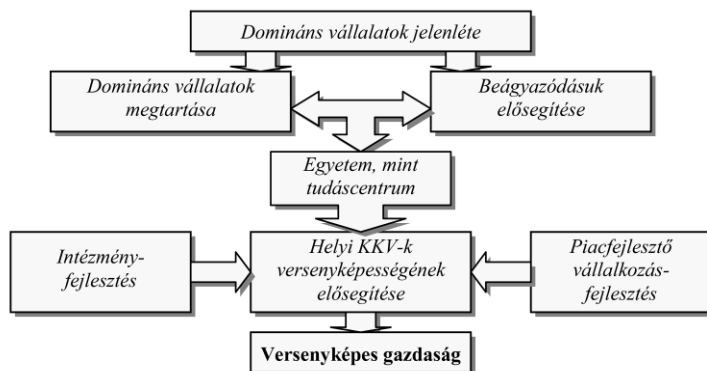 Domináns vállalatok jelenléte
Domináns vállalatok
megtartása
Beágyazódásuk
elősegítése
Egyetem, mint
tudáscentrum
Intézmény-
fejlesztés
Helyi KKV-k
versenyképességének
elősegítése
Piacfejlesztő
vállalkozás-
fejlesztés
Versenyképes gazdaság